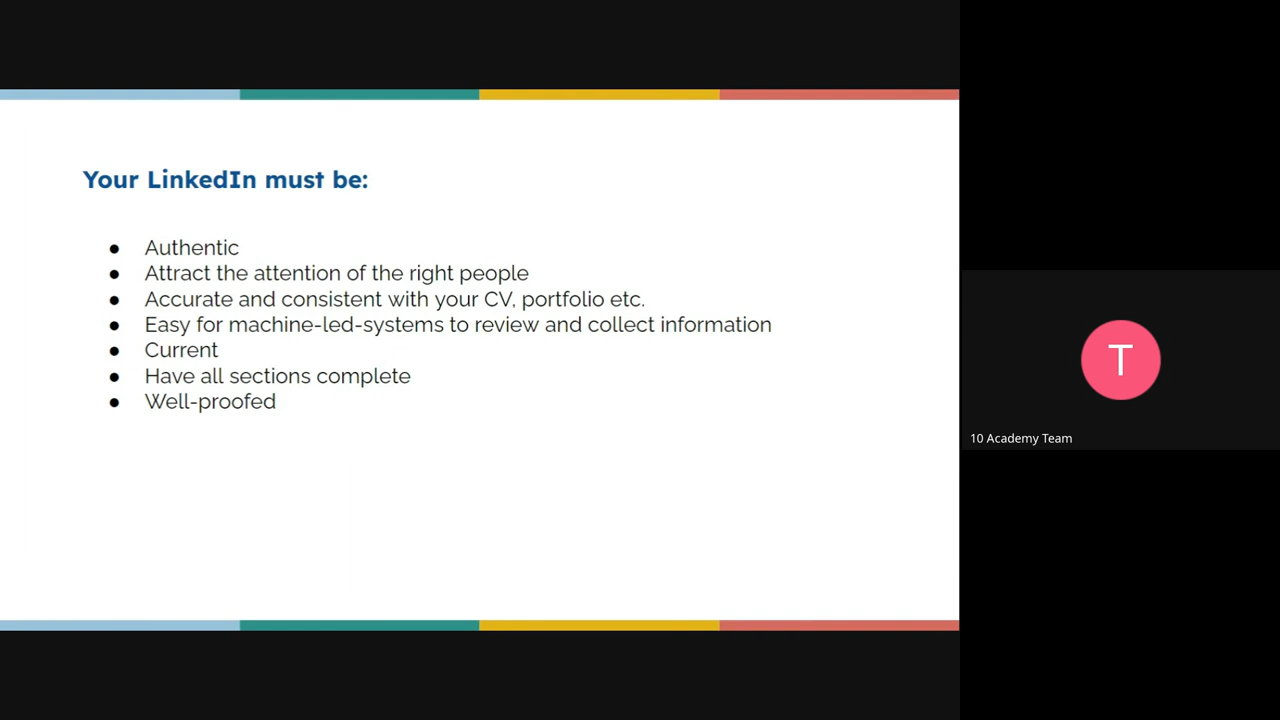 Your LinkedIn must be:
● Authentic
● Attract the attention of the right people
● Accurate and consistent with your CV, portfolio etc.
● Easy for machine-led-systems to review and collect information
● Current
● Have all sections complete
● Well-proofed
T
10 Academy Team